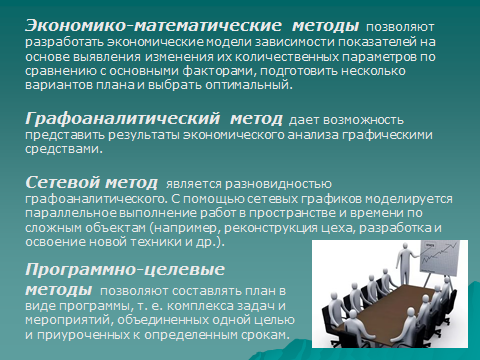 Экономико-математические методы позволяют
разработать экономические модели зависимости показателей на
основе выявления изменения их количественных параметров по
сравнению с основными факторами, подготовить несколько
вариантов плана и выбрать оптимальный.
Графоаналитический метод дает возможность
представить результаты экономического анализа графическими
средствами.
Сетевой метод является разновидностью
графоаналитического. С помощью сетевых графиков моделируется
параллельное выполнение работ в пространстве и времени по
сложным объектам (например, реконструкция цеха, разработка и
освоение новой техники и др.).
Программно-целевые
методы позволяют составлять план в
виде программы, т. е. комплекса задач и
мероприятий, объединенных одной целью
и приуроченных к определенным срокам.